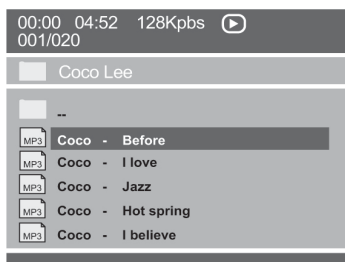 00:00 04:52 128Kpbs
001/020
Coco Lee
--
MP3 Coco - Before
MP3 Coco - I love
MP3 Coco - Jazz
MP3 Coco - Hot spring
MP3 Coco - I believe